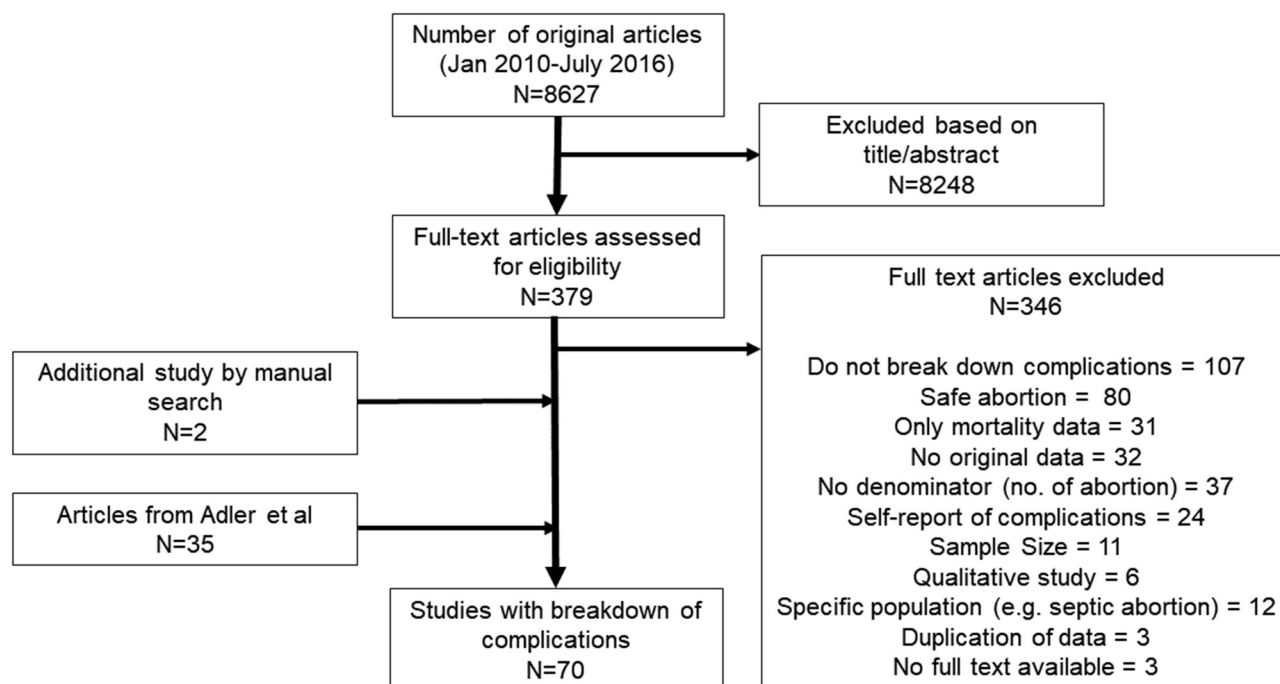 Number of original articles
(Jan 2010-July 2016)
N=8627
Excluded based on
title/abstract
N=8248
Full-text articles assessed
for eligibility
N=379
Full text articles excluded
N=346
Do not break down complications = 107
Safe abortion = 80
Only mortality data = 31
No original data = 32
No denominator (no. of abortion) = 37
Self-report of complications = 24
Sample Size = 11
Qualitative study = 6
Specific population (e.g. septic abortion) = 12
Duplication of data = 3
No full text available = 3
Additional study by manual
search
N=2
Articles from Adler et al
N=35
Studies with breakdown of
complications
N=70